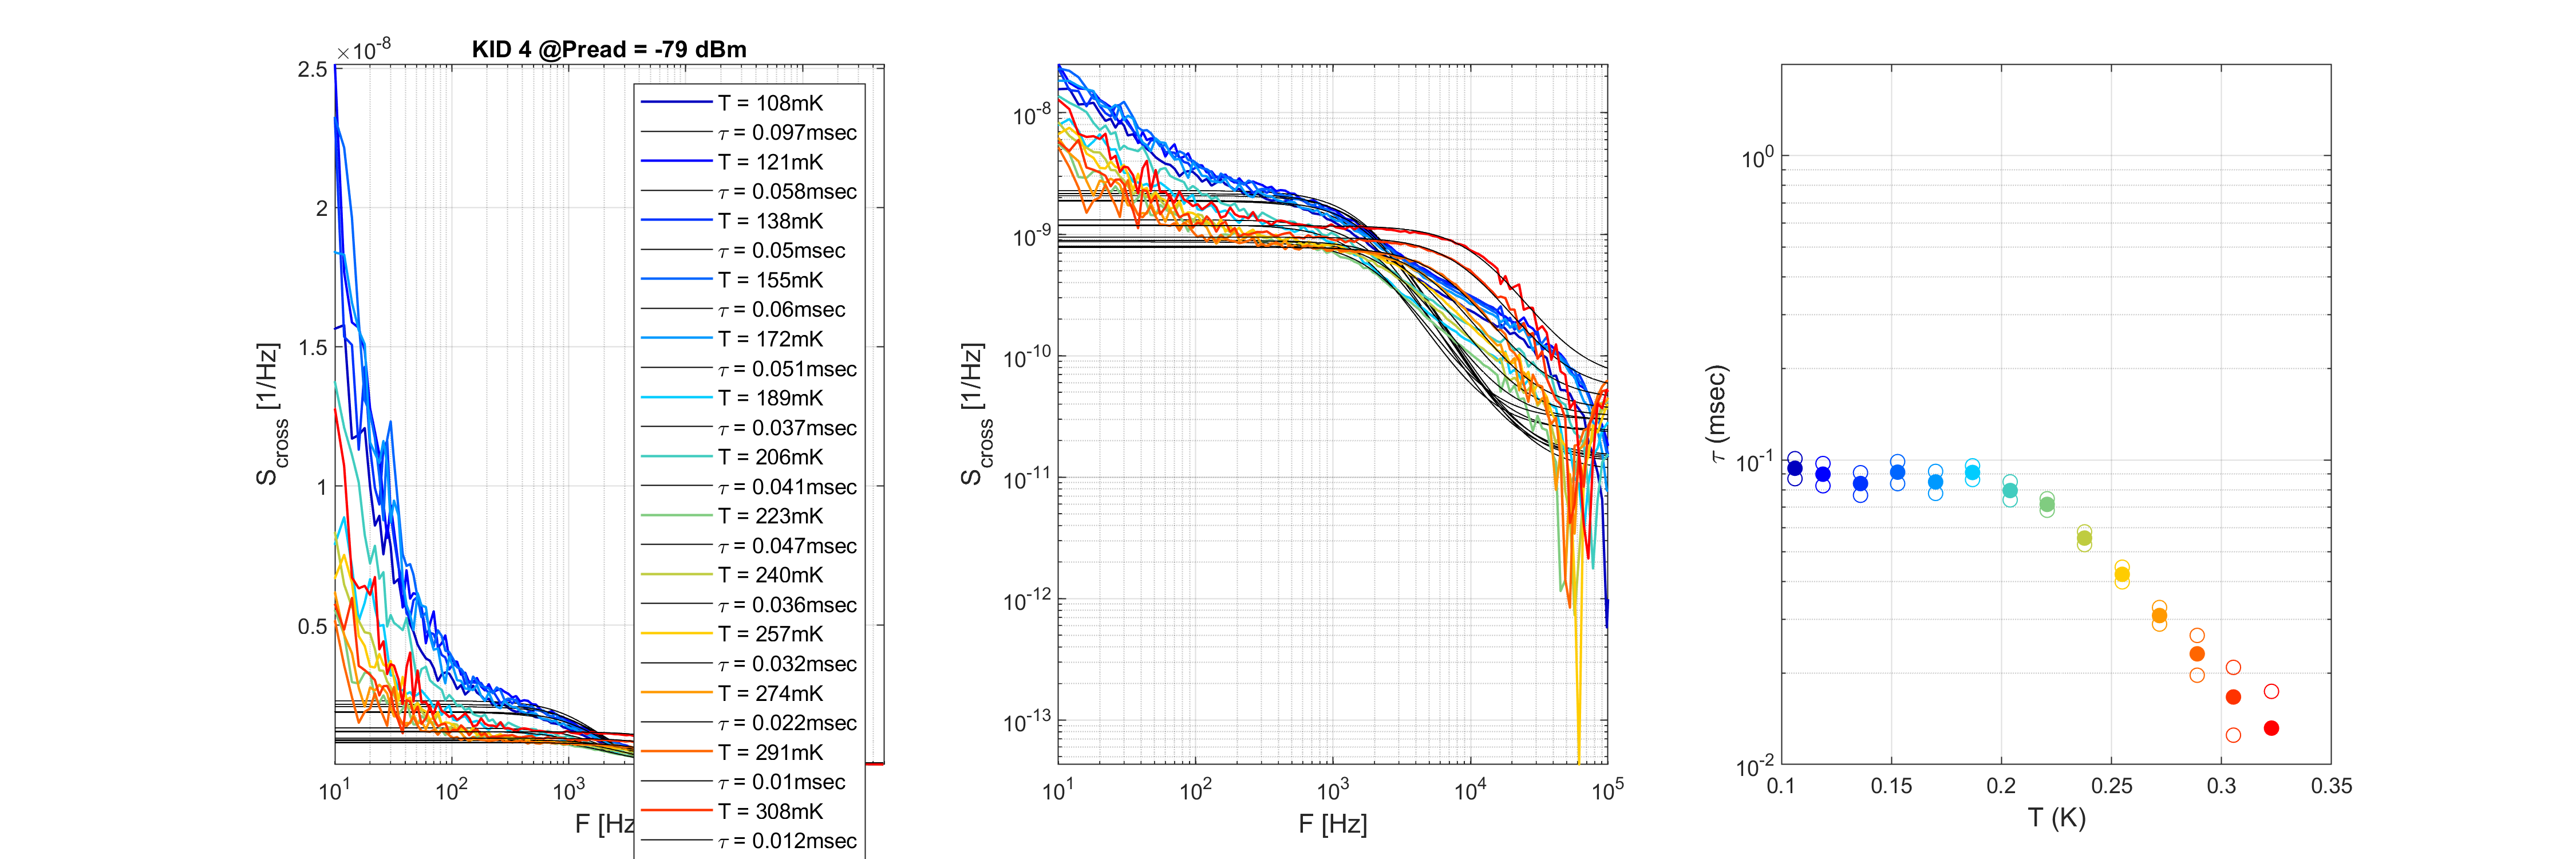 KID 4 @Pread = -79 dBm
×10^-8
2.5
2
1.5
1
0.5
S_cross [1/Hz]
10^1
10^2
10^3
F [Hz
T = 108mK
τ = 0.097msec
T = 121mK
τ = 0.058msec
T = 138mK
τ = 0.05msec
T = 155mK
τ = 0.06msec
T = 172mK
τ = 0.051msec
T = 189mK
τ = 0.037msec
T = 206mK
τ = 0.041msec
T = 223mK
τ = 0.047msec
T = 240mK
τ = 0.036msec
T = 257mK
τ = 0.032msec
T = 274mK
τ = 0.022msec
T = 291mK
τ = 0.01msec
T = 308mK
τ = 0.012msec
10^-8
10^-9
10^-10
10^-11
10^-12
10^-13
S_cross [1/Hz]
10^1
10^2
10^3
10^4
10^5
F [Hz]
10^0
10^-1
10^-2
τ (msec)
0.1
0.15
0.2
0.25
0.3
0.35
T (K)